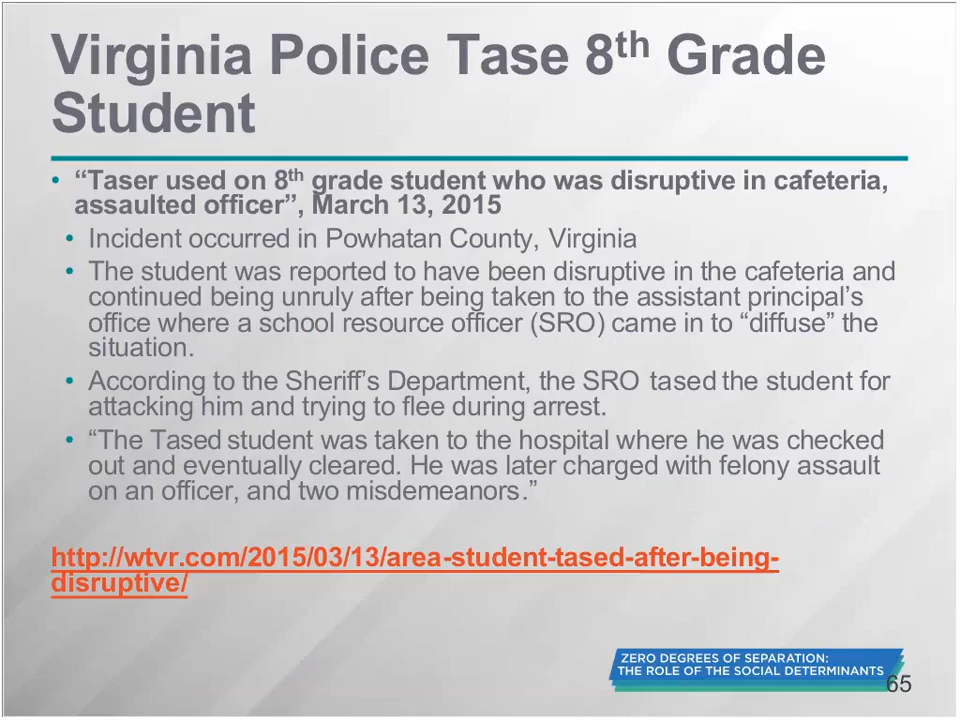 Virginia Police Tase 8th Grade
Student
• “Taser used on 8th grade student who was disruptive in cafeteria,
assaulted officer”, March 13, 2015
• Incident occurred in Powhatan County, Virginia
• The student was reported to have been disruptive in the cafeteria and
continued being unruly after being taken to the assistant principal’s
office where a school resource officer (SRO) came in to “diffuse” the
situation.
• According to the Sheriff’s Department, the SRO tased the student for
attacking him and trying to flee during arrest.
• “The Tased student was taken to the hospital where he was checked
out and eventually cleared. He was later charged with felony assault
on an officer, and two misdemeanors.”
http://wtvr.com/2015/03/13/area-student-tased-after-being-
disruptive/
ZERO DEGREES OF SEPARATION:
THE ROLE OF THE SOCIAL DETERMINANTS
65